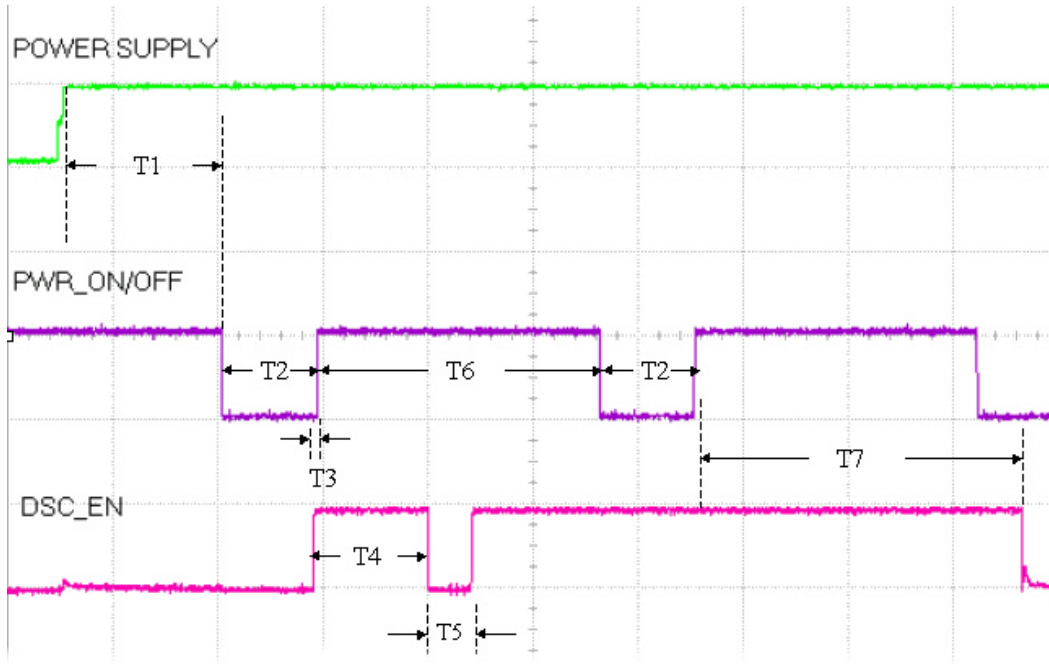 POWER SUPPLY
T1
PWR_ON/OFF
T2 T6 T2
T3
T7
DSC_EN
T4
T5